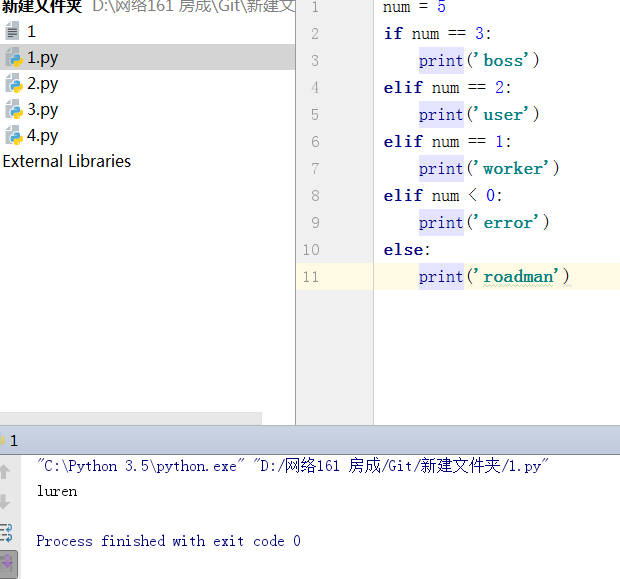 新建文件夹 D:\网络161 房成\Git\新建文
1
1.py
2.py
3.py
4.py
External Libraries
1 num = 5
2 if num == 3:
3 print('boss')
4 elif num == 2:
5 print('user')
6 elif num == 1:
7 print('worker')
8 elif num < 0:
9 print('error')
10 else:
11 print('roadman')
1
"C:\Python 3.5\python.exe" "D:/网络161 房成/Git/新建文件夹/1.py"
luren
Process finished with exit code 0